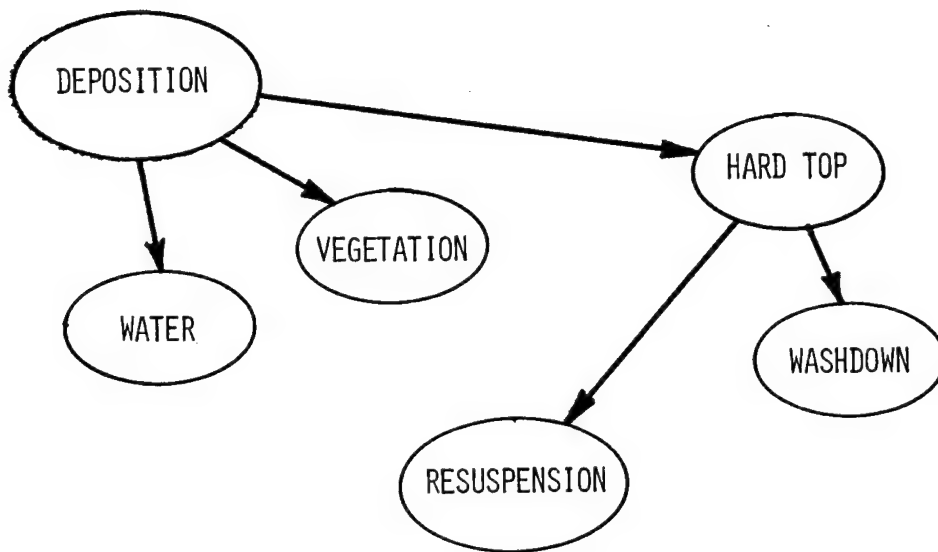 DEPOSITION
HARD TOP
VEGETATION
WATER
WASHDOWN
RESUSPENSION